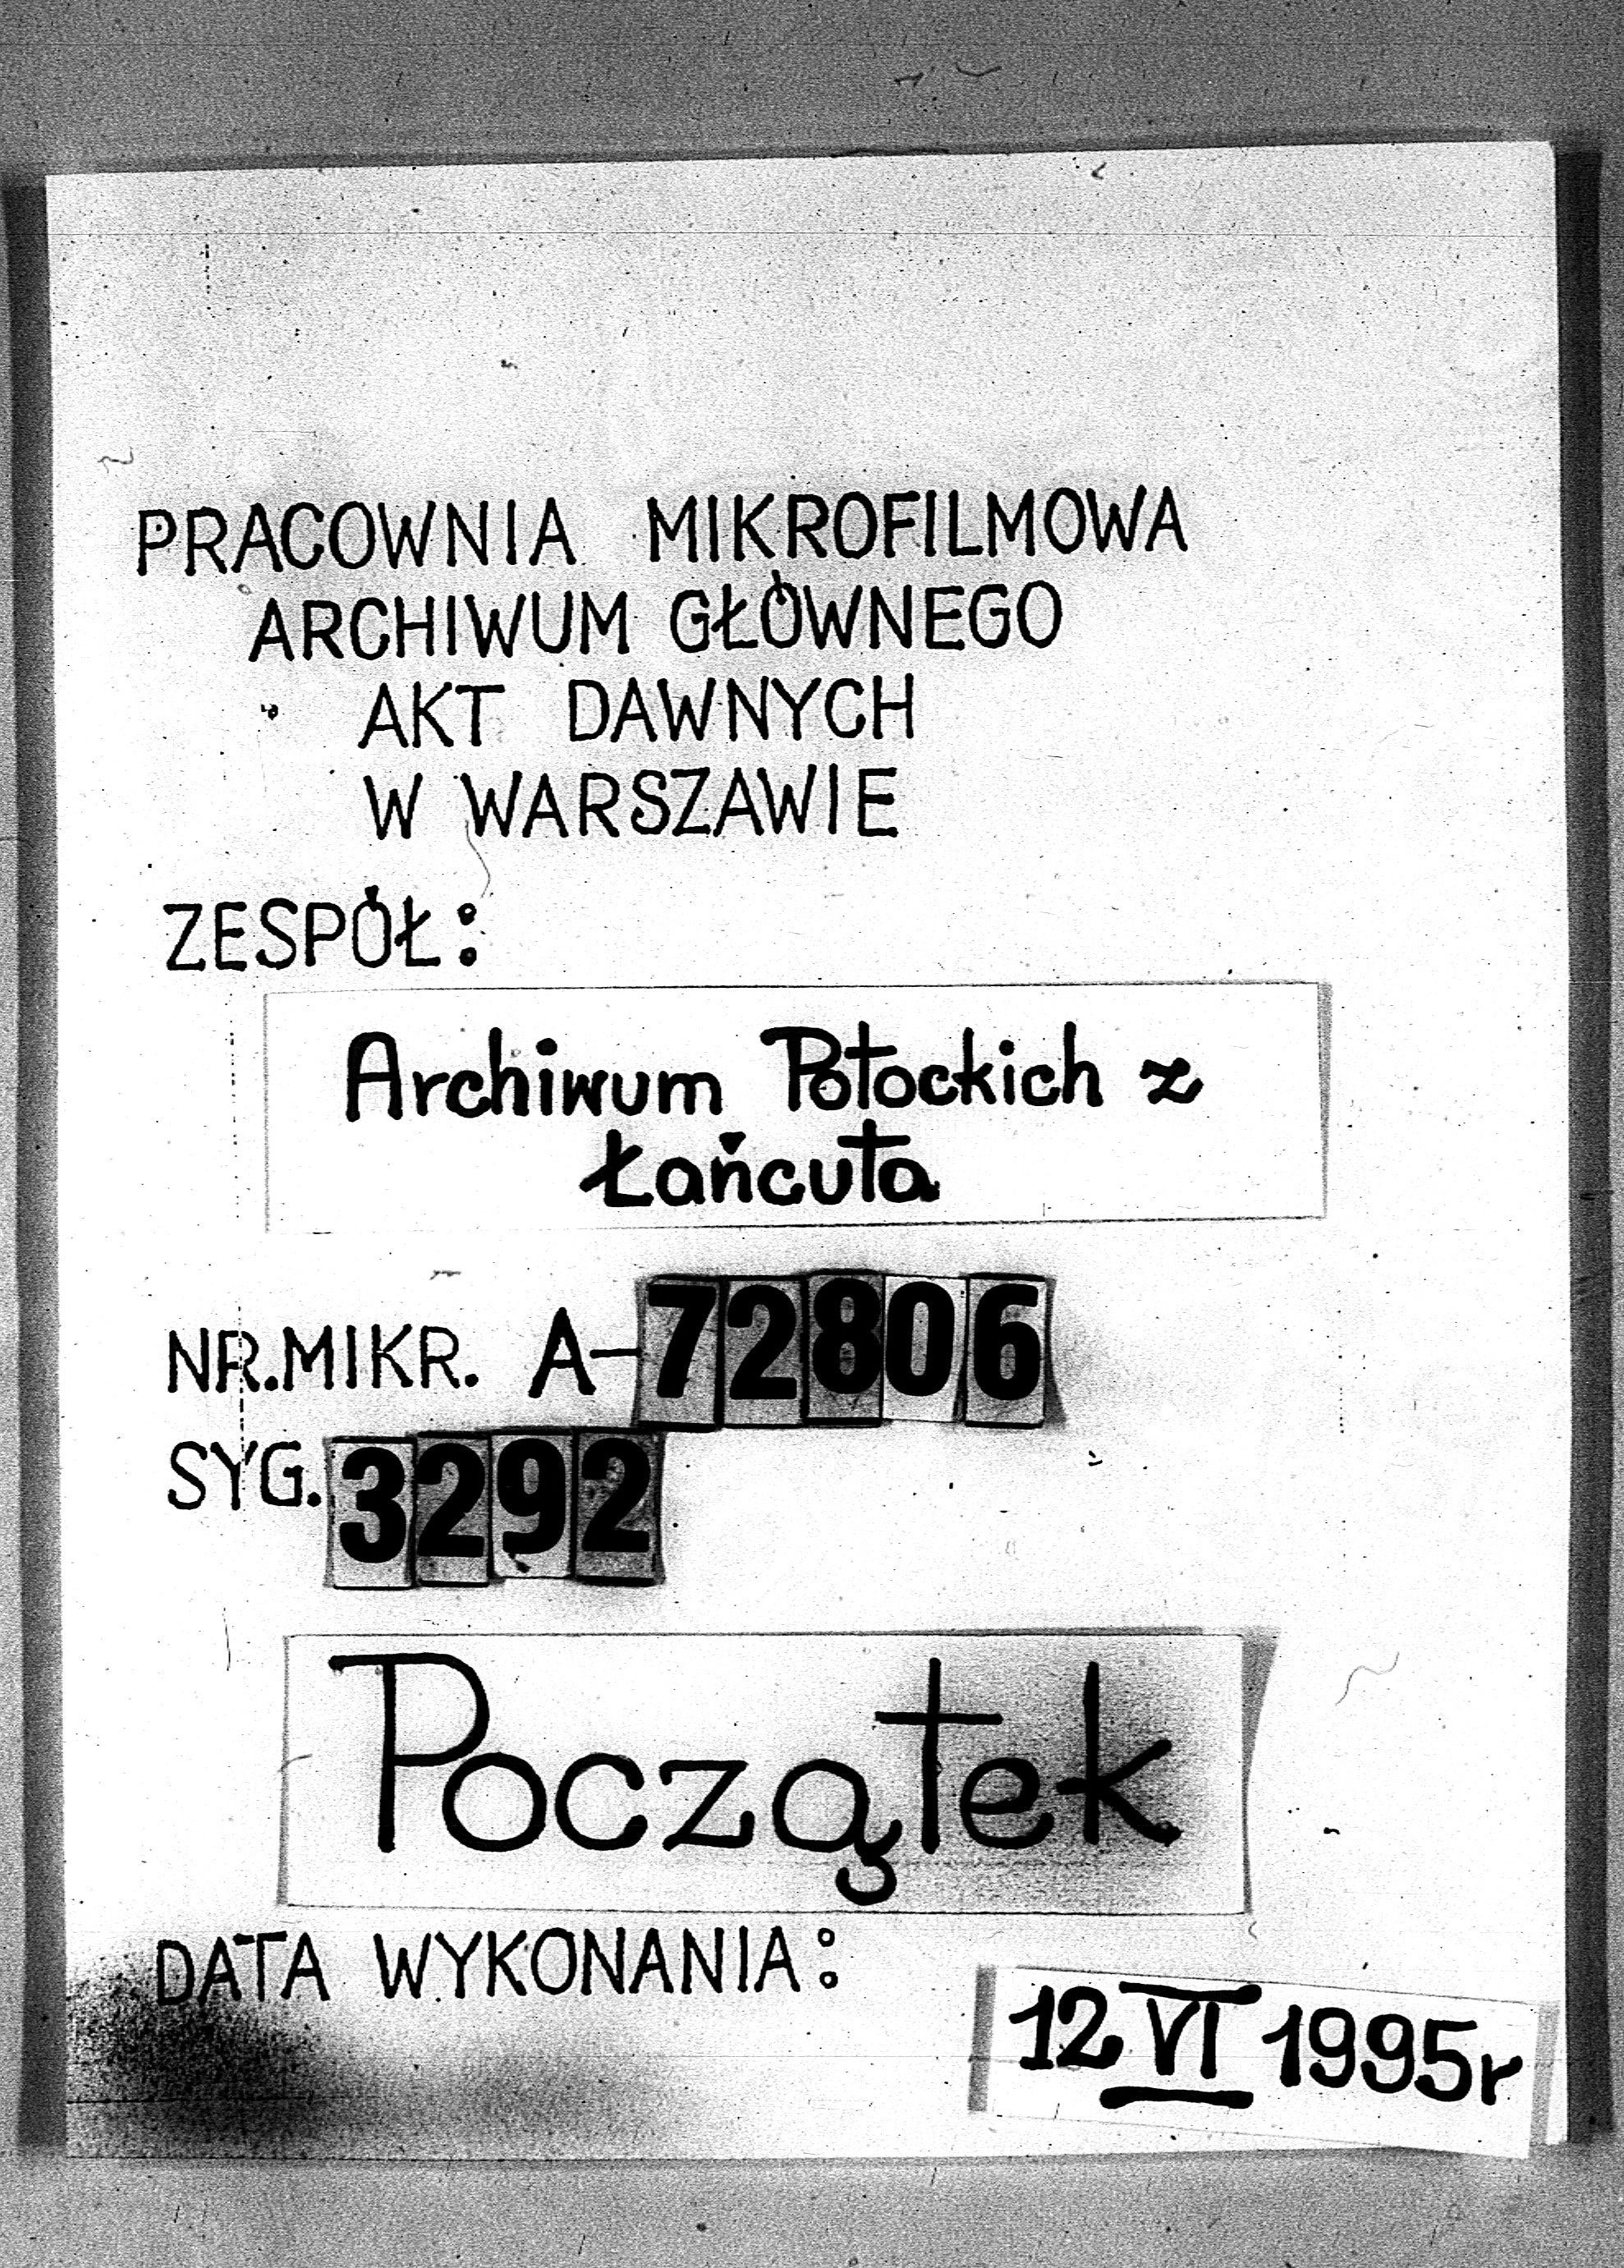 PRACOWNIA MIKROFILMOWA
ARCHIWUM GŁÓWNEGO
AKT DAWNYCH
W WARSZAWIE
ZESPÓŁ:
Archiwum Potockich z
Łańcuta
NR.MIKR. A-72806
SYG. 3292
Początek
DATA WYKONANIA:
12 VI 1995r